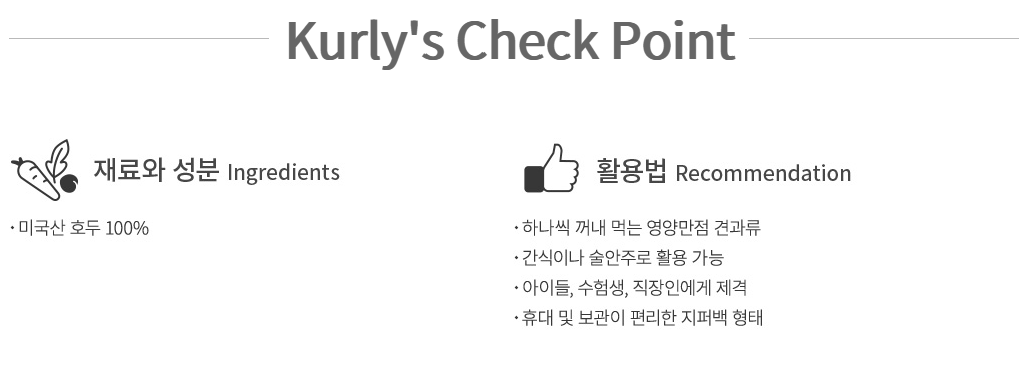 Kurly's Check Point
재료와 성분 Ingredients
· 미국산 호두 100%
활용법 Recommendation
· 하나씩 꺼내 먹는 영양만점 견과류
· 간식이나 술안주로 활용 가능
· 아이들, 수험생, 직장인에게 제격
· 휴대 및 보관이 편리한 지퍼백 형태